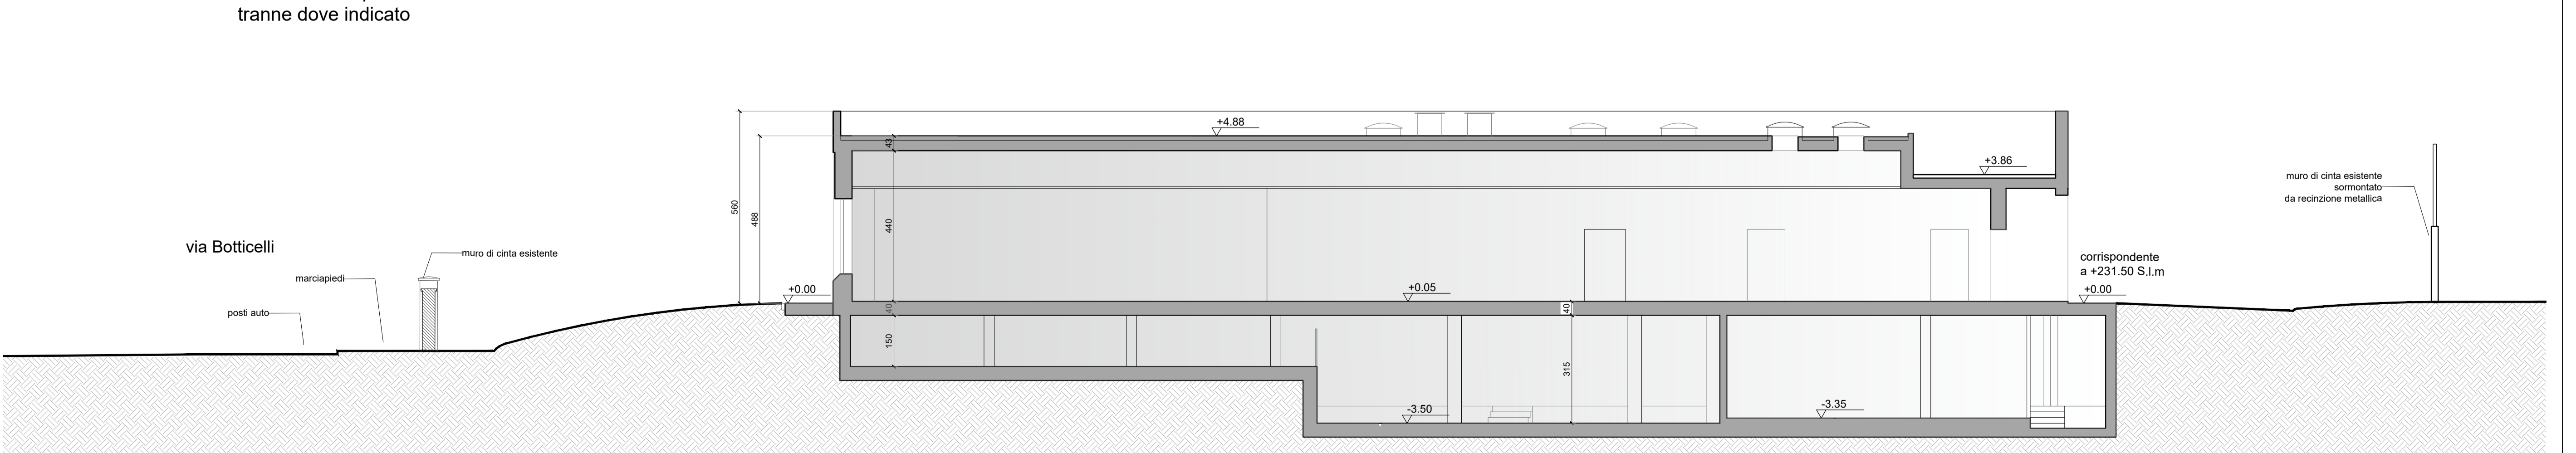 tranne dove indicato
+4.88
43
+3.86
muro di cinta esistente
sormontato
da recinzione metallica
560
488
440
via Botticelli
muro di cinta esistente
marciapiedi
posti auto
corrispondente
a +231.50 S.l.m
+0.00
+0.05
+0.00
40
40
150
315
-3.50
-3.35